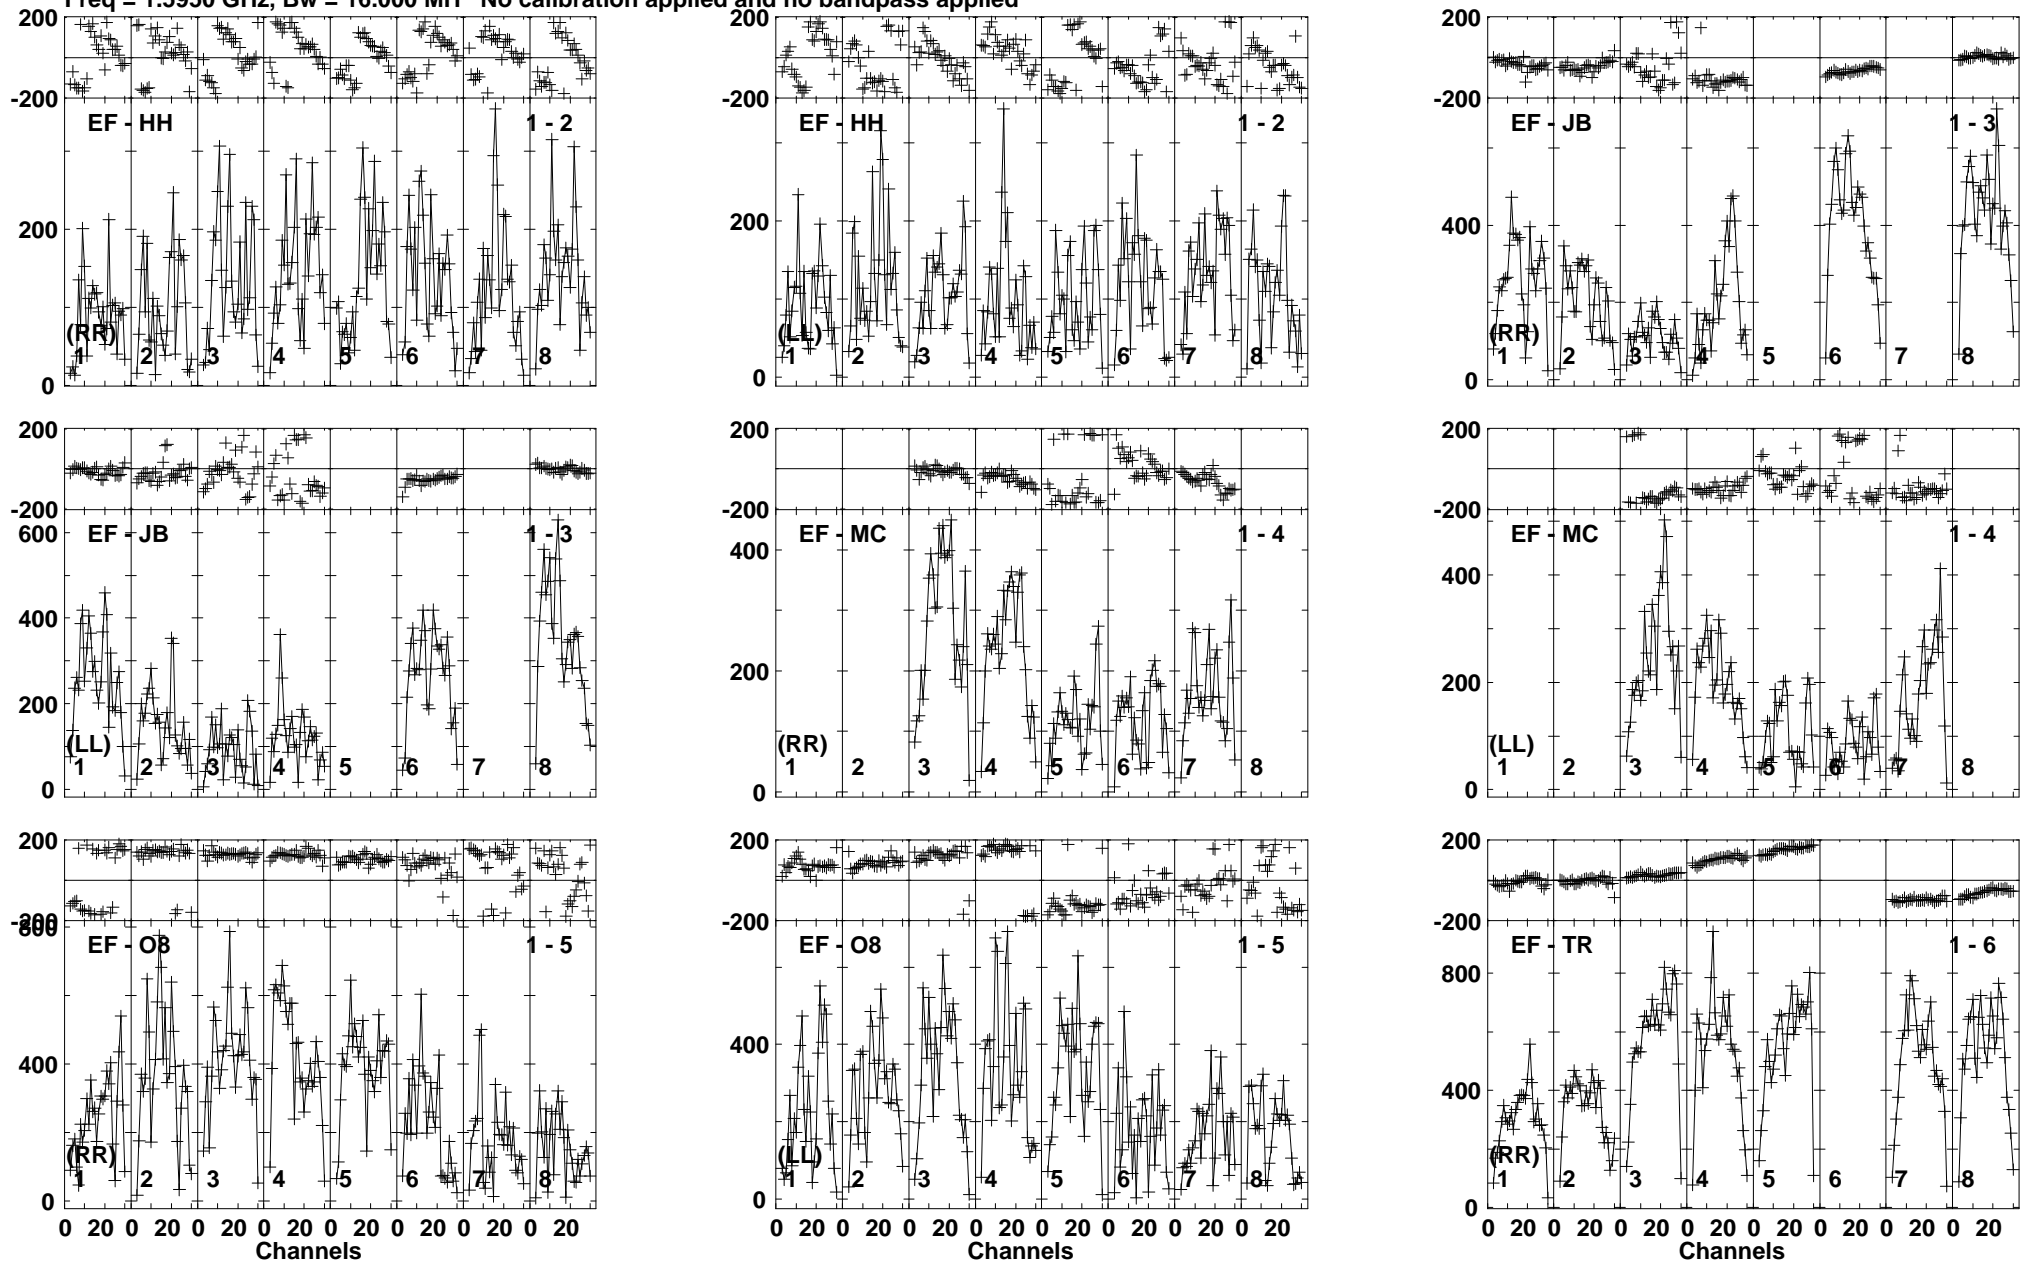 Freq = 1.5950 GHz, Bw = 16.000 MH No calibration applied and no bandpass applied
200 200 200
-200 -200 -200
EF - HH 1 - 2 EF - HH 1 - 2 EF - JB 1 - 3
200 200 400
(RR) (LL) (RR)
1 2 3 4 5 6 7 8 1 2 3 4 5 6 7 8 1 2 3 4 5 6 7 8
0 0 0
200 200 200
-200 -200 -200
600 EF - JB 1 - 3 EF - MC 1 - 4 EF - MC 1 - 4
400 400 400
200 200 200
(LL) (RR) (LL)
1 2 3 4 5 6 7 8 1 2 3 4 5 6 7 8 1 2 3 4 5 6 7 8
0 0 0
200 200 200
-200 -200 -200
800 EF - O8 1 - 5 EF - O8 1 - 5 EF - TR 1 - 6
800
400 400 400
(RR) (LL) (RR)
1 2 3 4 5 6 7 8 1 2 3 4 5 6 7 8 1 2 3 4 5 6 7 8
0 0 0
0 20 0 20 0 20 0 20 0 20 0 20 0 20 0 20 0 20 0 20 0 20 0 20 0 20 0 20 0 20 0 20 0 20 0 20 0 20 0 20 0 20 0 20 0 20 0 20
Channels Channels Channels